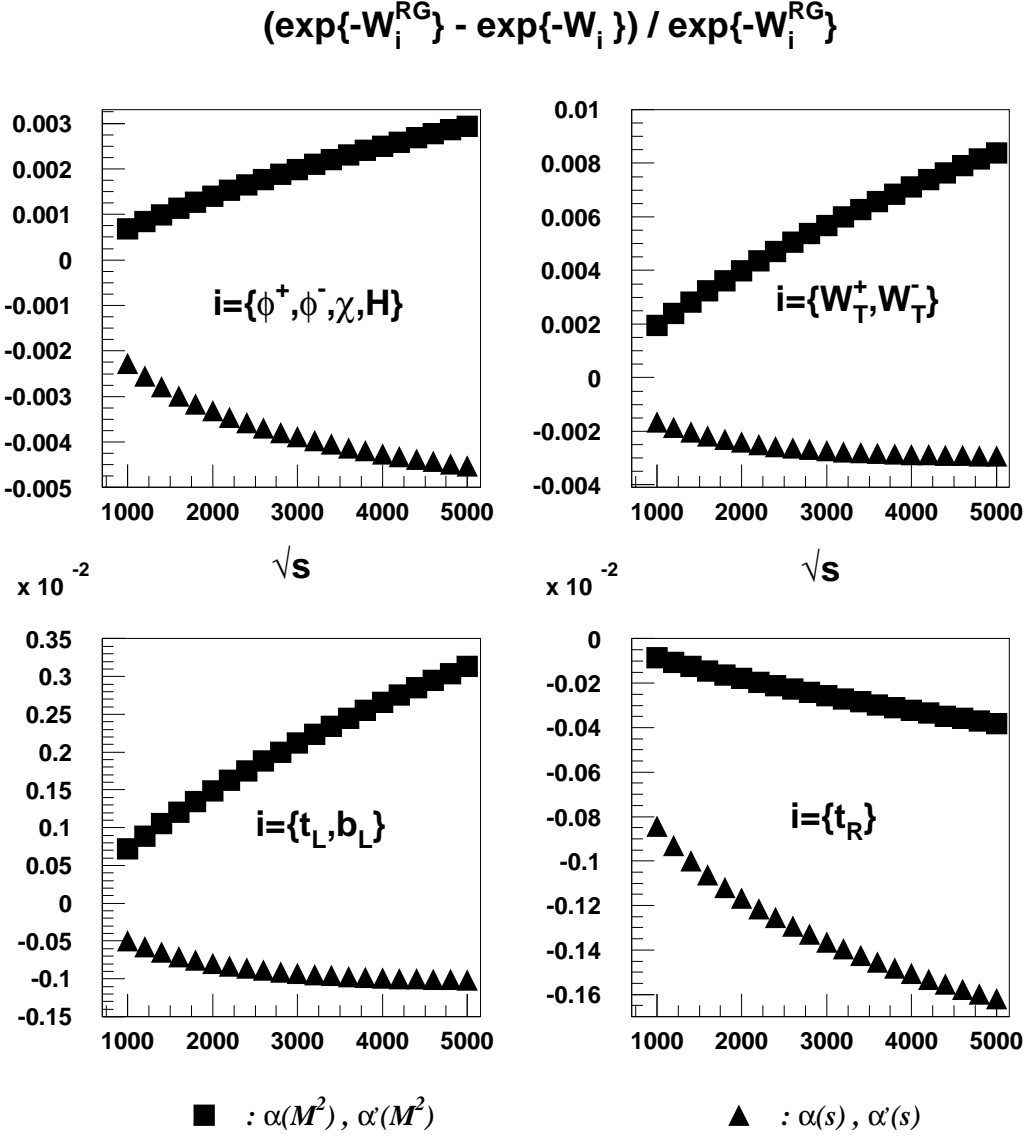 (exp{-W_i^RG} - exp{-W_i }) / exp{-W_i^RG}
0.003
0.002
0.001
0
-0.001
-0.002
-0.003
-0.004
-0.005
i={ϕ⁺,ϕ⁻,χ,H}
1000 2000 3000 4000 5000
√s
0.01
0.008
0.006
0.004
0.002
0
-0.002
-0.004
i={W_T^+,W_T^-}
1000 2000 3000 4000 5000
√s
x 10 ⁻²
0.35
0.3
0.25
0.2
0.15
0.1
0.05
0
-0.05
-0.1
-0.15
i={t_L,b_L}
1000 2000 3000 4000 5000
x 10 ⁻²
0
-0.02
-0.04
-0.06
-0.08
-0.1
-0.12
-0.14
-0.16
i={t_R}
1000 2000 3000 4000 5000
: α(M²) , α'(M²)
: α(s) , α'(s)